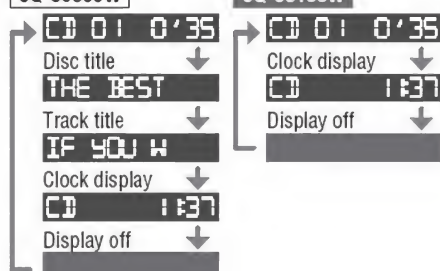 CD 01 0'35
Disc title
THE BEST
Track title
IF YOU W
Clock display
CD 1:37
Display off
CD 01 0'35
Clock display
CD 1:37
Display off